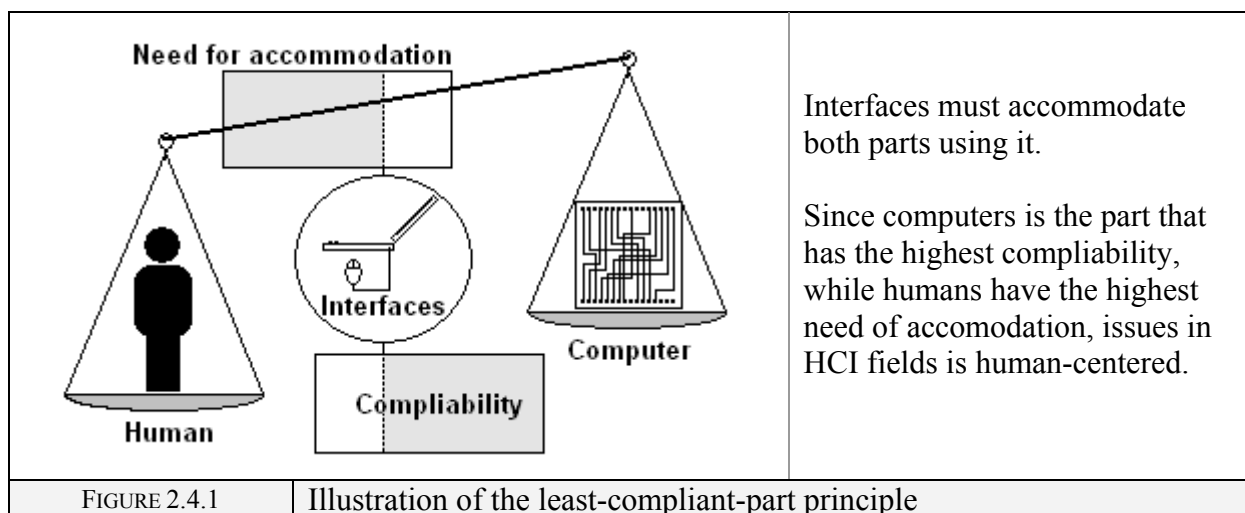 Need for accommodation
Interfaces
Human
Computer
Compliability
Interfaces must accommodate
both parts using it.
Since computers is the part that
has the highest compliability,
while humans have the highest
need of accomodation, issues in
HCI fields is human-centered.
FIGURE 2.4.1
Illustration of the least-compliant-part principle